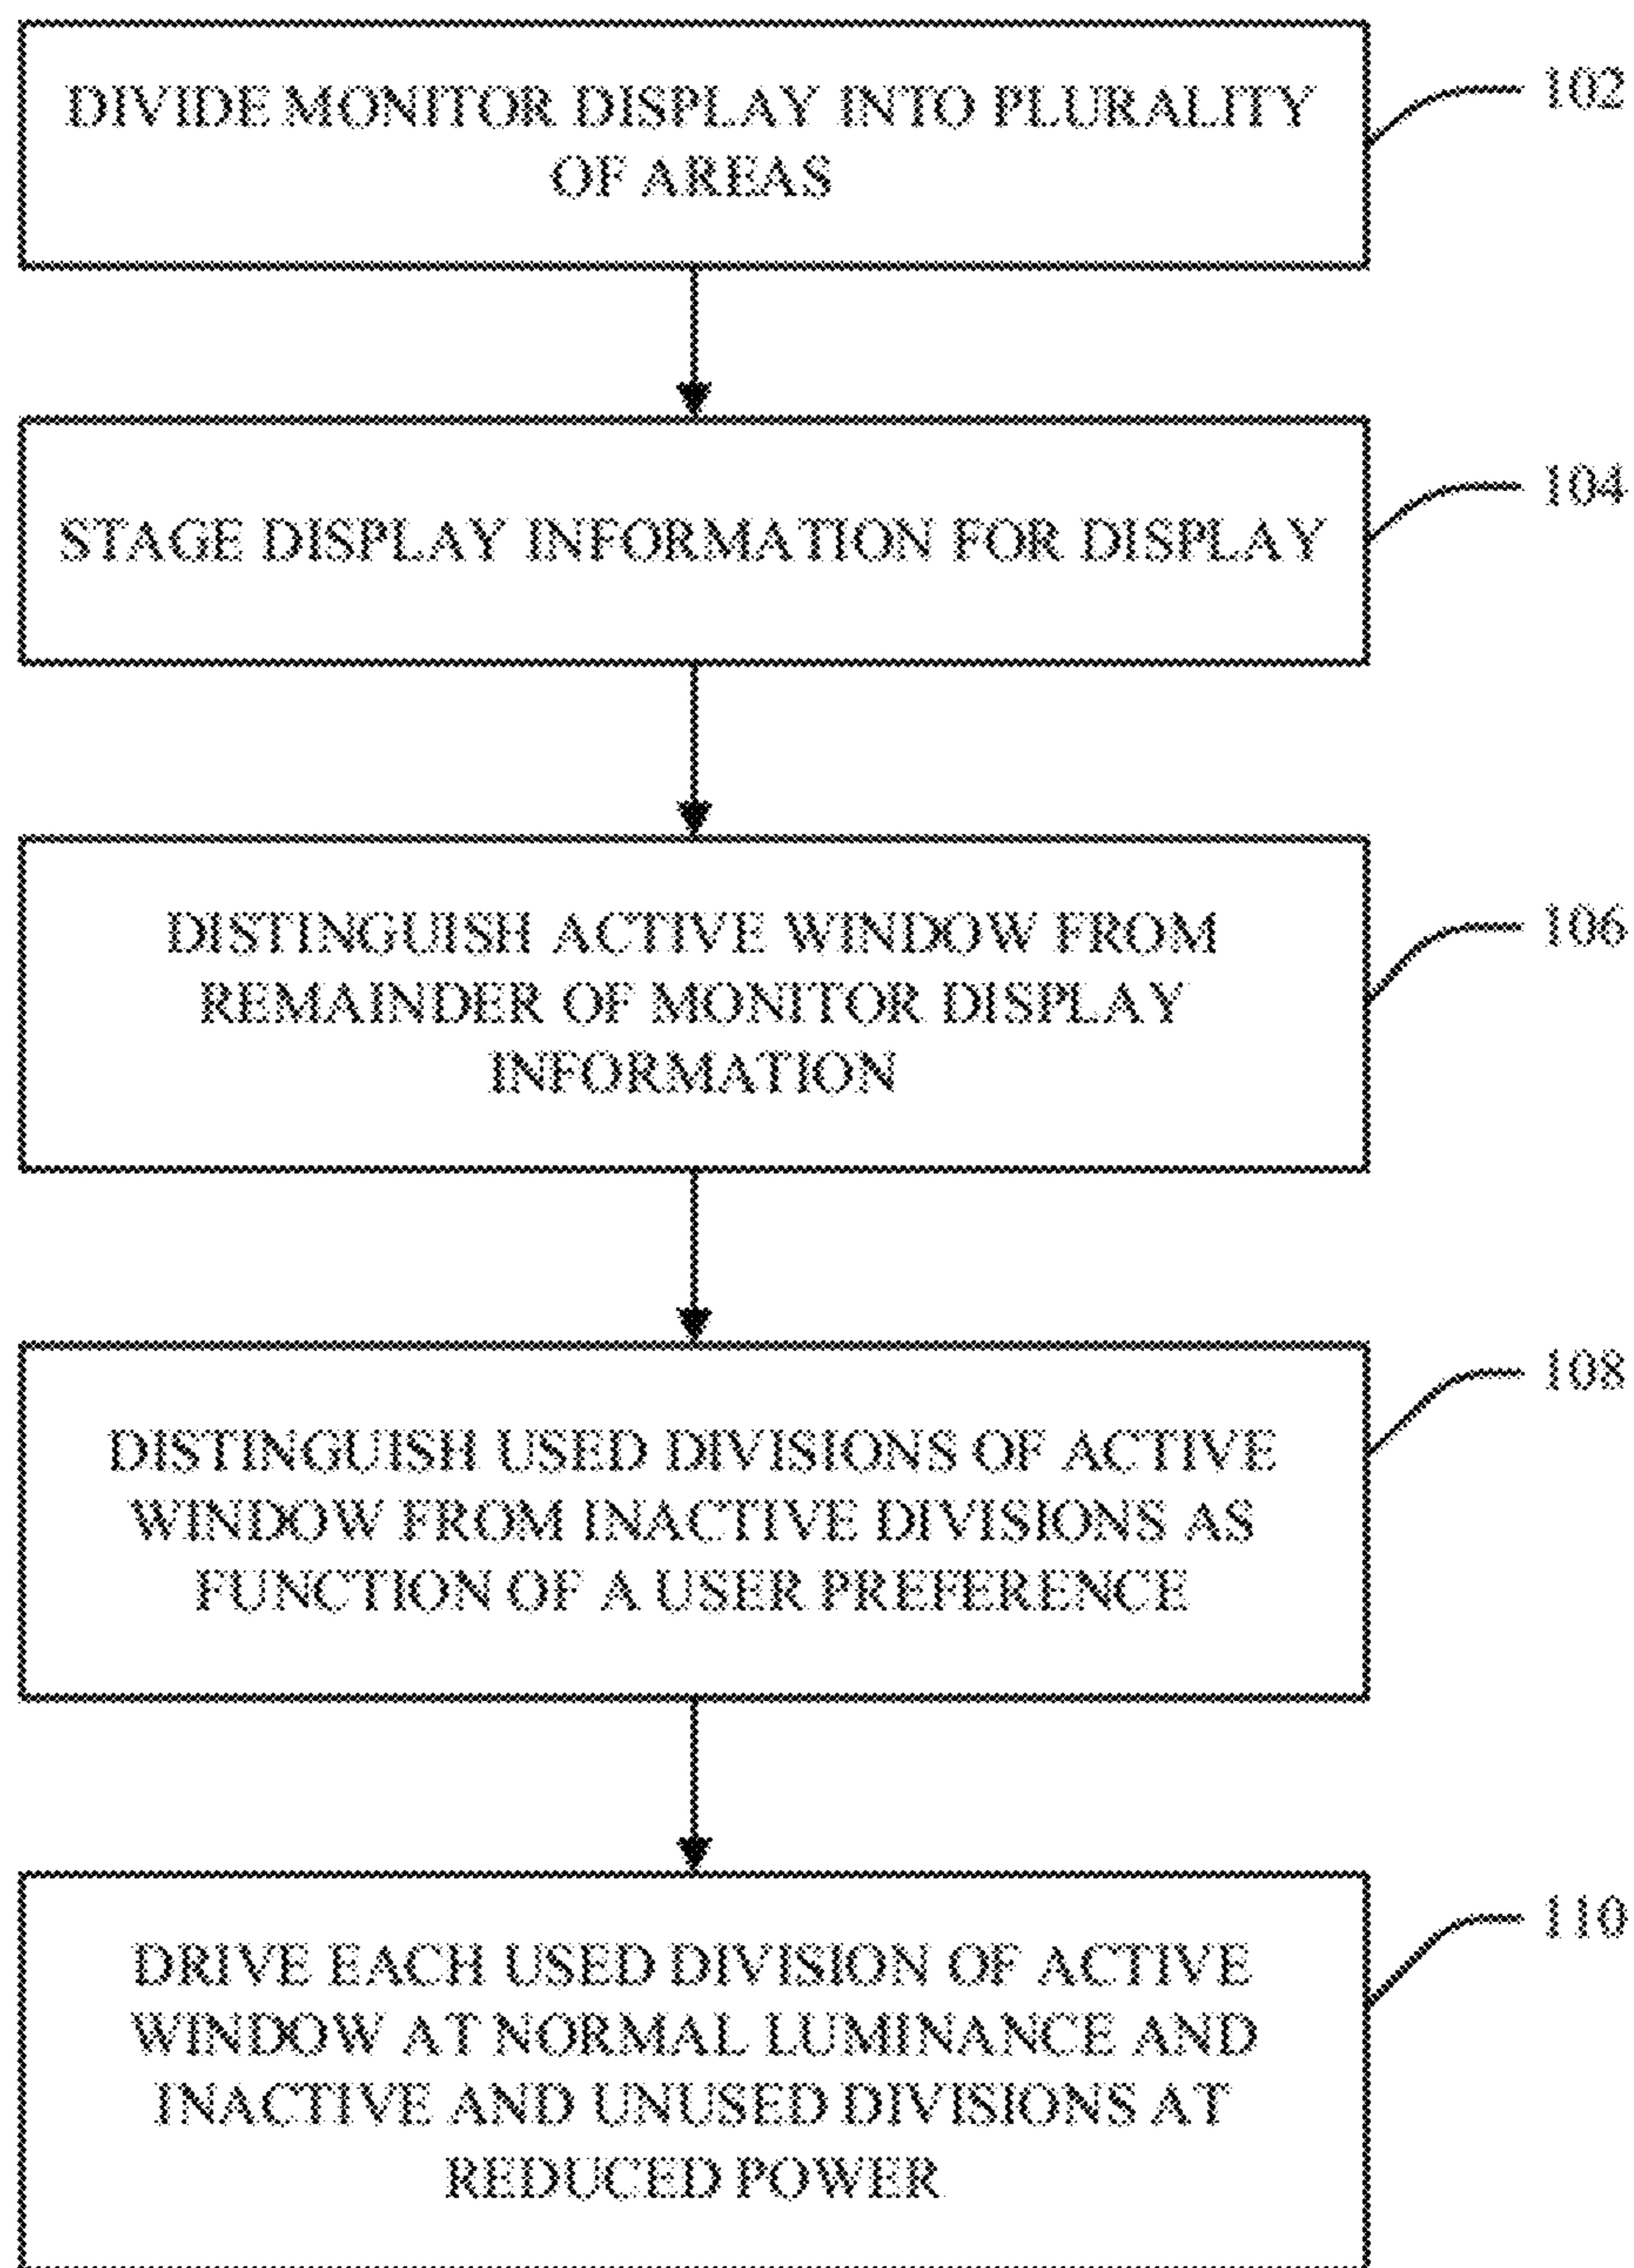 DIVIDE MONITOR DISPLAY INTO PLURALITY
OF AREAS
102
STAGE DISPLAY INFORMATION FOR DISPLAY
104
DISTINGUISH ACTIVE WINDOW FROM
REMAINDER OF MONITOR DISPLAY
INFORMATION
106
DISTINGUISH USED DIVISIONS OF ACTIVE
WINDOW FROM INACTIVE DIVISIONS AS
FUNCTION OF A USER PREFERENCE
108
DRIVE EACH USED DIVISION OF ACTIVE
WINDOW AT NORMAL LUMINANCE AND
INACTIVE AND UNUSED DIVISIONS AT
REDUCED POWER
110